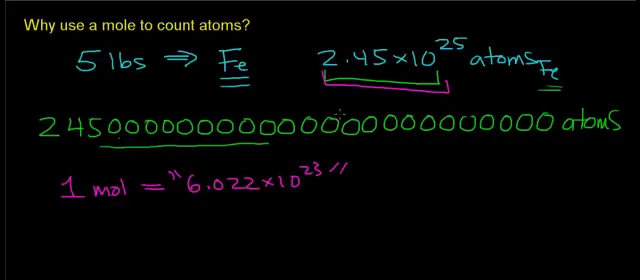 Why use a mole to count atoms?
5 lbs ⇒ Fe 2.45×10^25 atoms Fe
24500000000000000000000000 atoms
1 mol = "6.022×10^23"